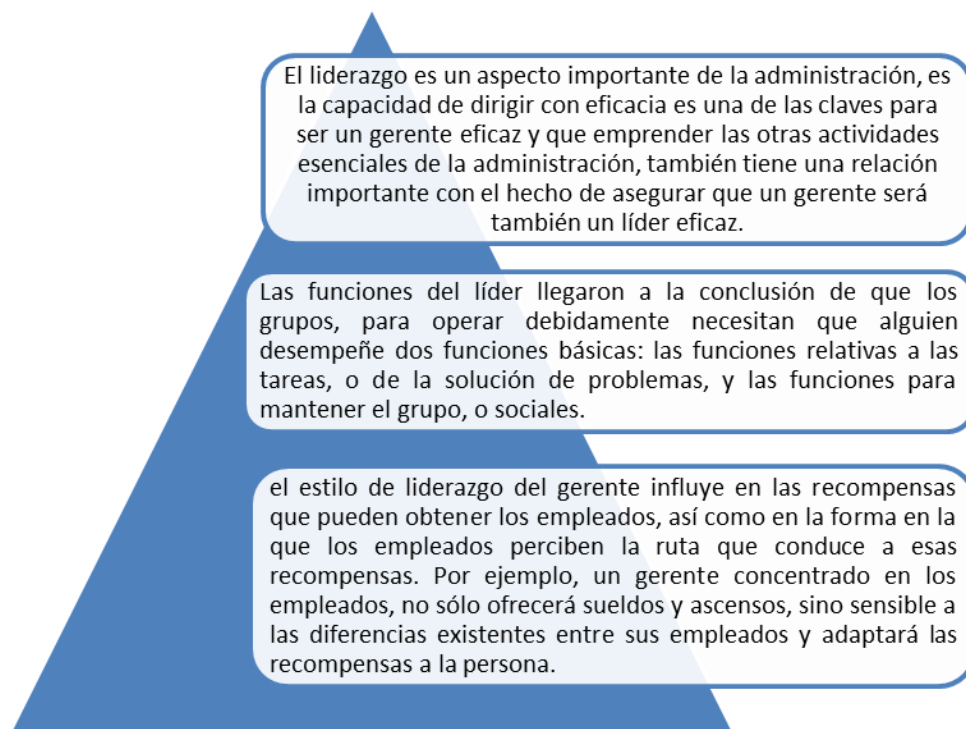 El liderazgo es un aspecto importante de la administración, es
la capacidad de dirigir con eficacia es una de las claves para
ser un gerente eficaz y que emprender las otras actividades
esenciales de la administración, también tiene una relación
importante con el hecho de asegurar que un gerente será
también un líder eficaz.
Las funciones del líder llegaron a la conclusión de que los
grupos, para operar debidamente necesitan que alguien
desempeñe dos funciones básicas: las funciones relativas a las
tareas, o de la solución de problemas, y las funciones para
mantener el grupo, o sociales.
el estilo de liderazgo del gerente influye en las recompensas
que pueden obtener los empleados, así como en la forma en la
que los empleados perciben la ruta que conduce a esas
recompensas. Por ejemplo, un gerente concentrado en los
empleados, no sólo ofrecerá sueldos y ascensos, sino sensible a
las diferencias existentes entre sus empleados y adaptará las
recompensas a la persona.